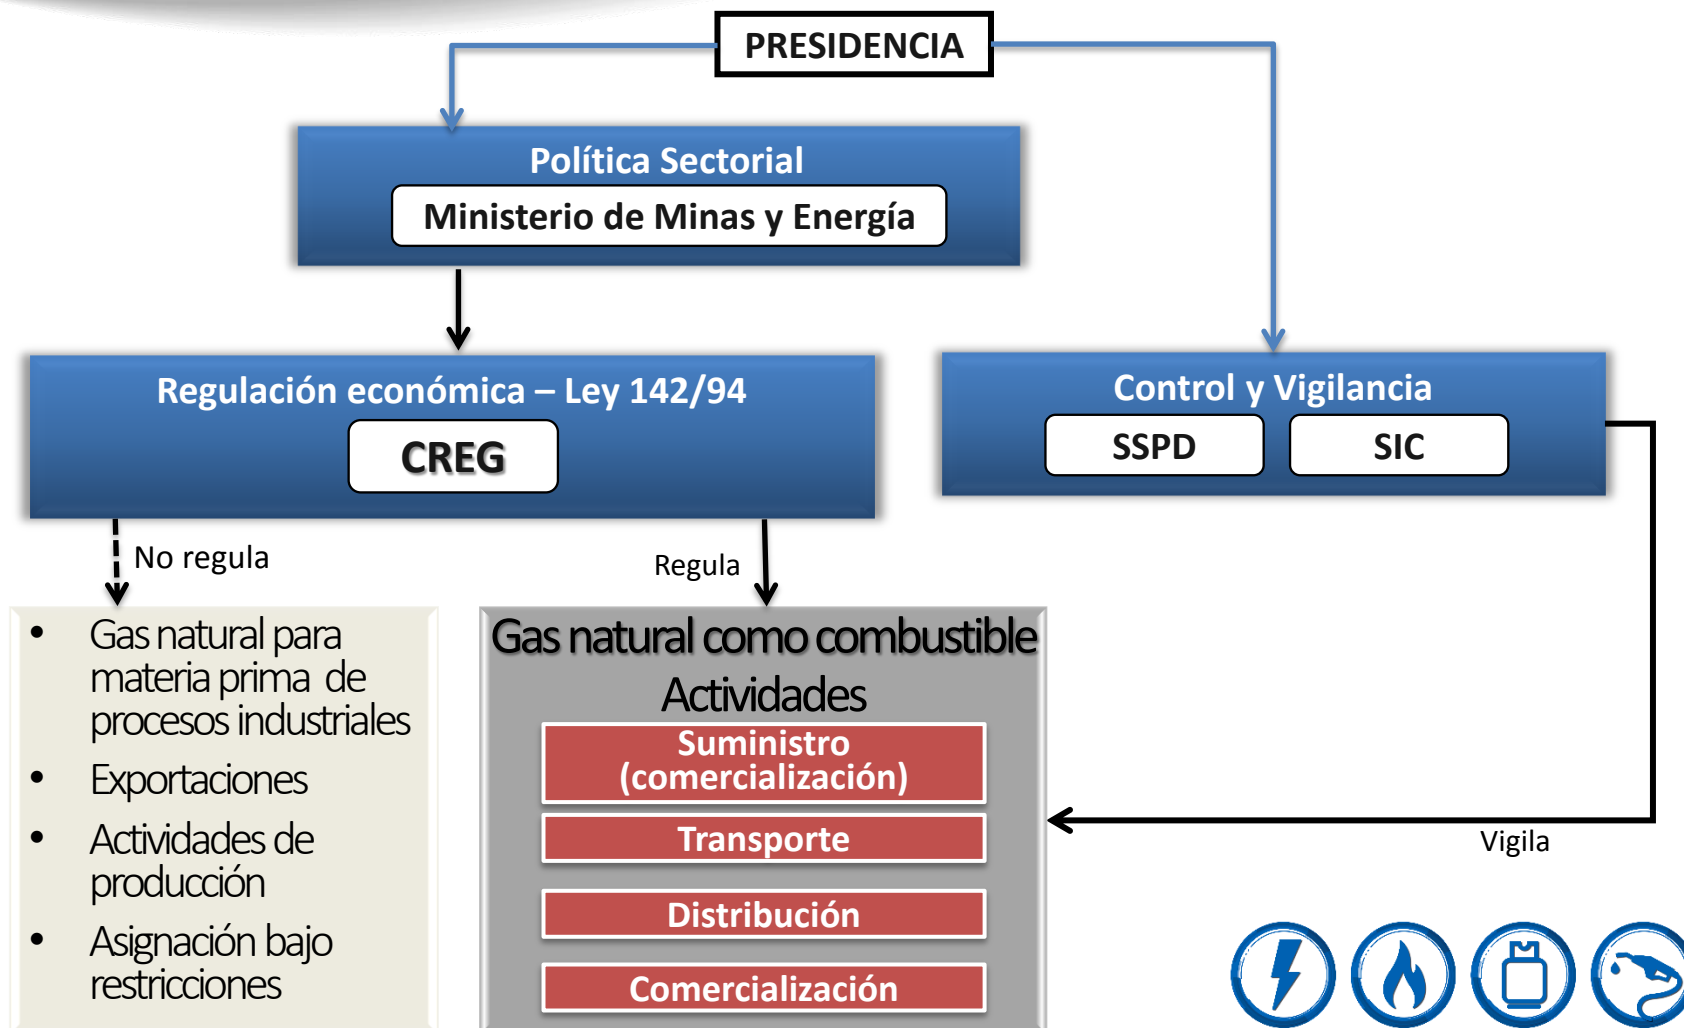 PRESIDENCIA
Política Sectorial
Ministerio de Minas y Energía
Regulación económica – Ley 142/94
CREG
Control y Vigilancia
SSPD
SIC
No regula
Regula
• Gas natural para
materia prima de
procesos industriales
• Exportaciones
• Actividades de
producción
• Asignación bajo
restricciones
Gas natural como combustible
Actividades
Suministro
(comercialización)
Transporte
Distribución
Comercialización
Vigila